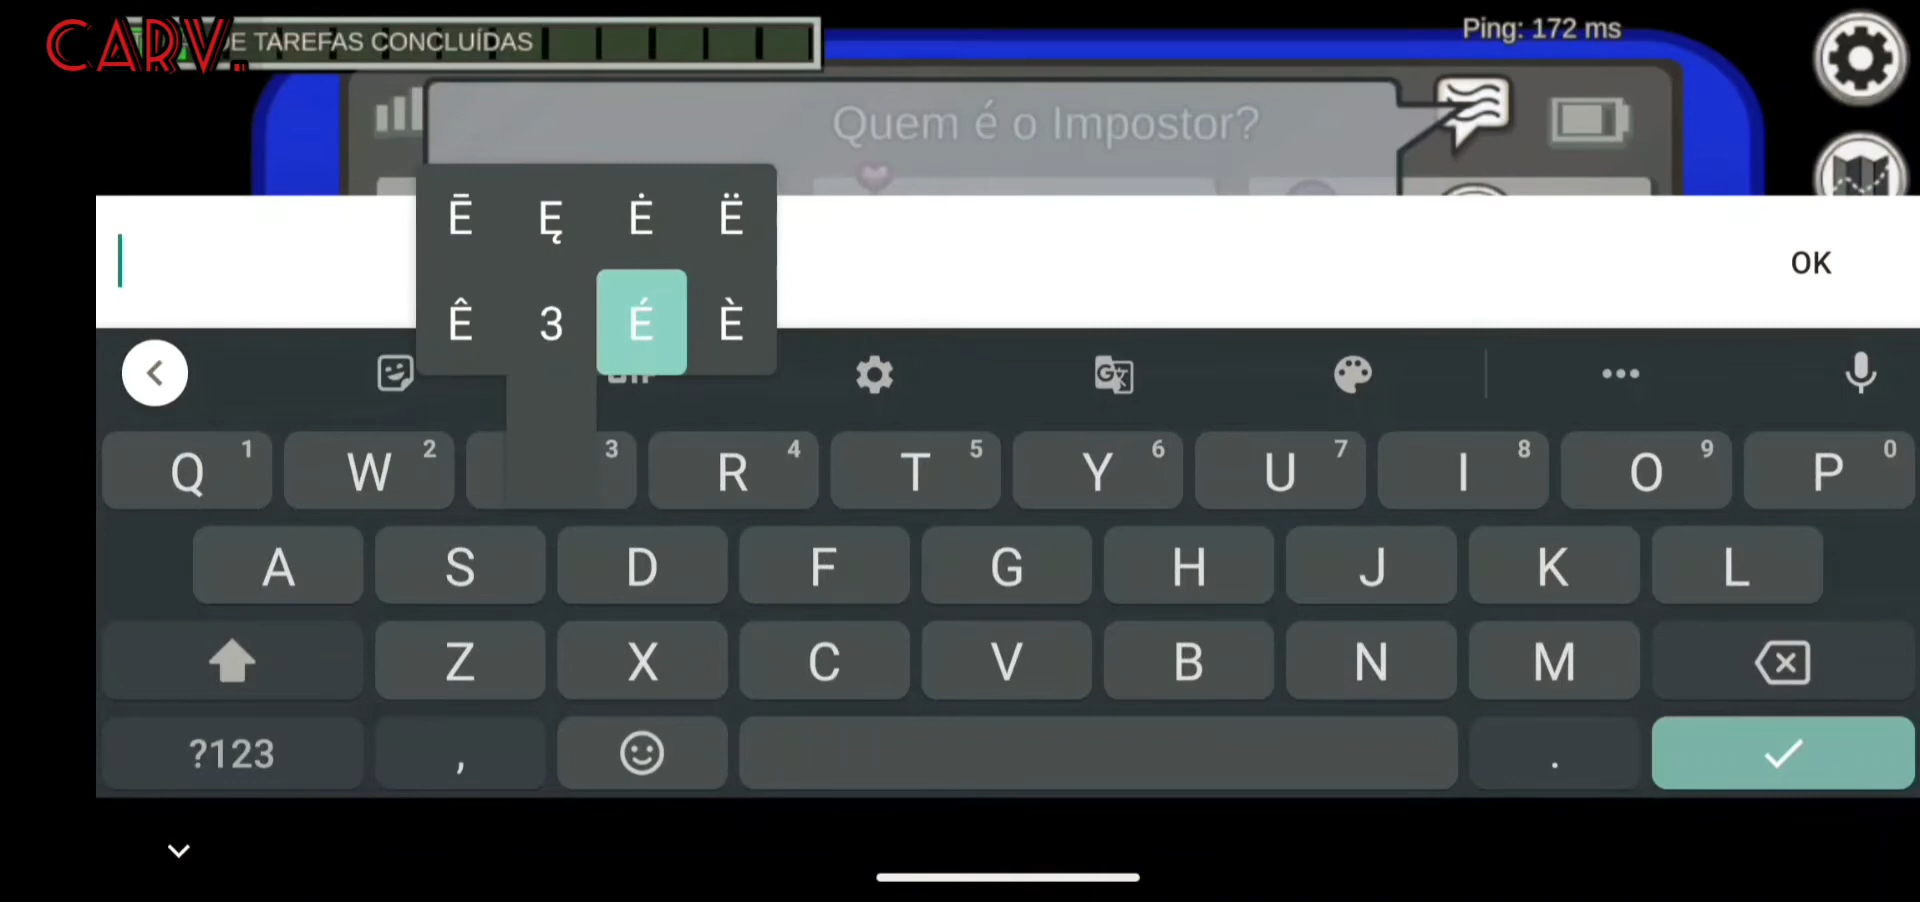 CARV.
DE TAREFAS CONCLUÍDAS
Ping: 172 ms
Quem é o Impostor?
Ē Ę Ė Ë
Ê 3 É È
OK
Q 1 W 2 3 R 4 T 5 Y 6 U 7 I 8 O 9 P 0
A S D F G H J K L
Z X C V B N M
?123 , .